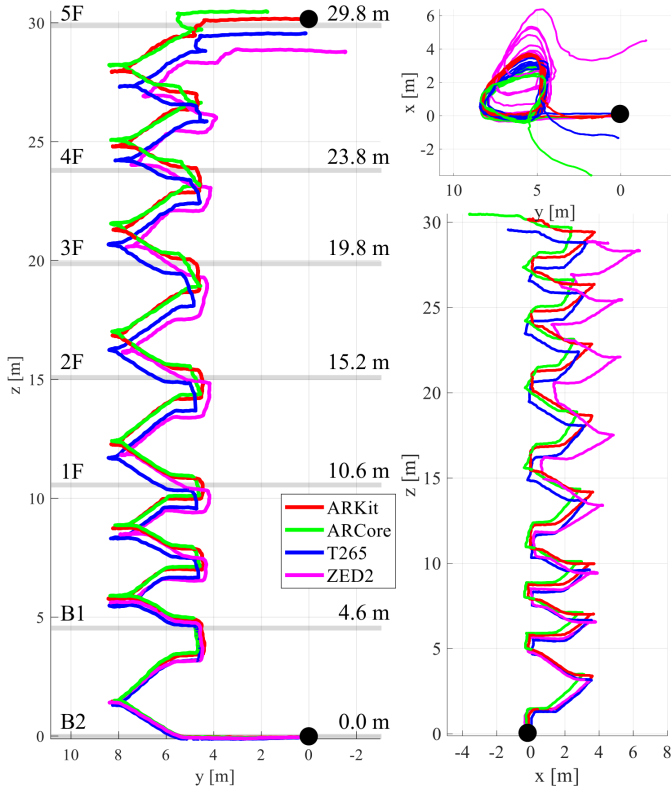 5F
29.8 m
30
25
4F
23.8 m
20
3F
19.8 m
z [m]
2F
15.2 m
15
1F
10.6 m
10
ARKit
ARCore
T265
ZED2
5
B1
4.6 m
B2
0.0 m
0
10
8
6
4
2
0
-2
y [m]
6
4
2
0
-2
x [m]
10
5
0
y [m]
30
25
20
15
10
5
0
z [m]
-4
-2
0
2
4
6
8
x [m]